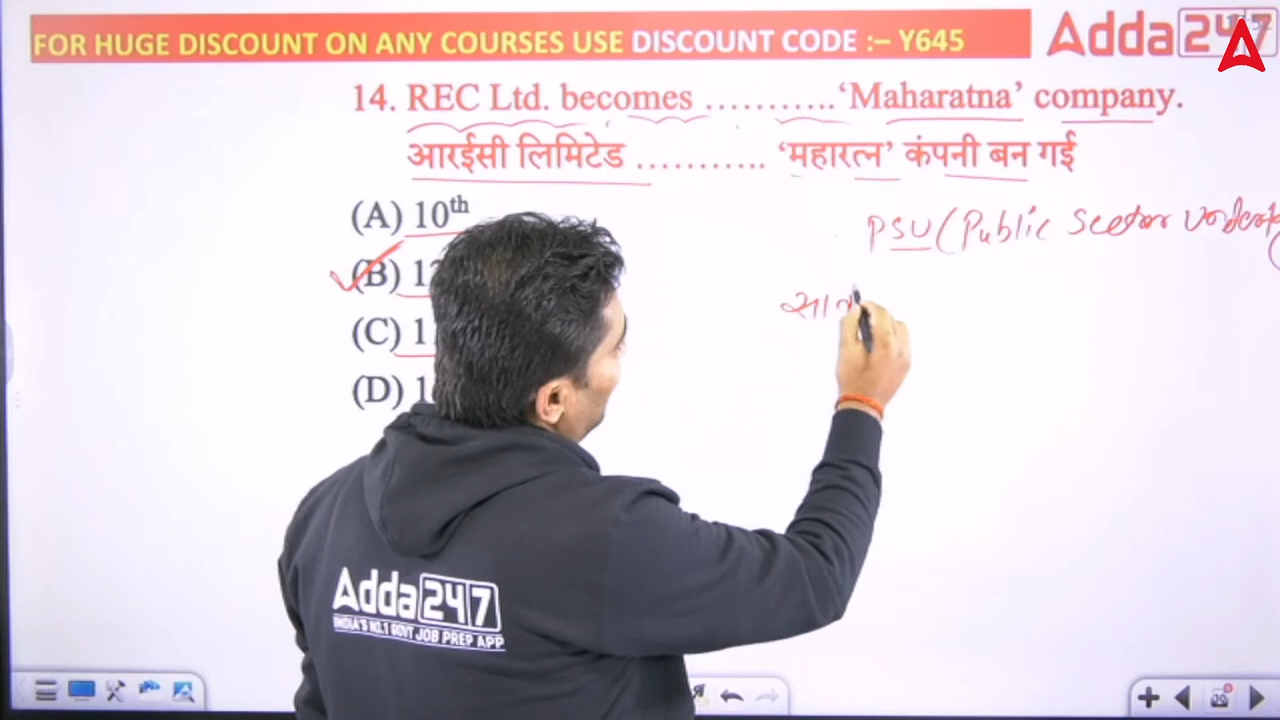 FOR HUGE DISCOUNT ON ANY COURSES USE DISCOUNT CODE :– Y645
Adda247
14. REC Ltd. becomes ........... ‘Maharatna’ company.
आरईसी लिमिटेड ........... ‘महारत्न’ कंपनी बन गई
(A) 10th
PSU (Public Sector
(B)
(C)
(D)
Adda247
INDIA'S NO.1 GOVT JOB PREP APP